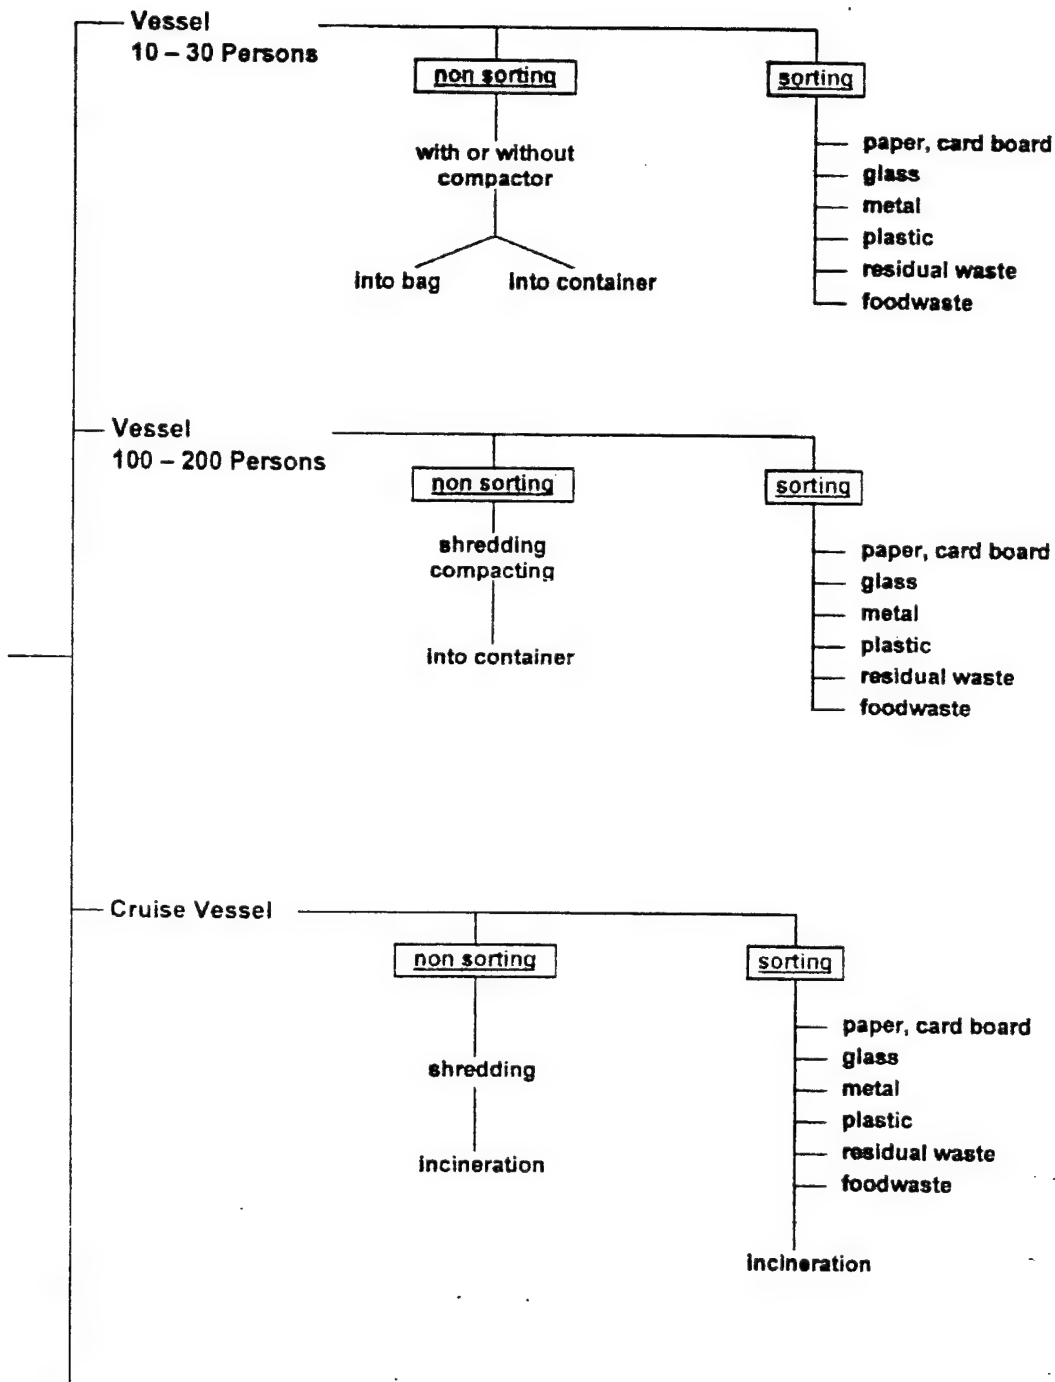 Vessel
10 – 30 Persons
non sorting
sorting
with or without
compactor
into bag
into container
paper, card board
glass
metal
plastic
residual waste
foodwaste
Vessel
100 – 200 Persons
non sorting
sorting
shredding
compacting
into container
paper, card board
glass
metal
plastic
residual waste
foodwaste
Cruise Vessel
non sorting
sorting
shredding
incineration
paper, card board
glass
metal
plastic
residual waste
foodwaste
incineration